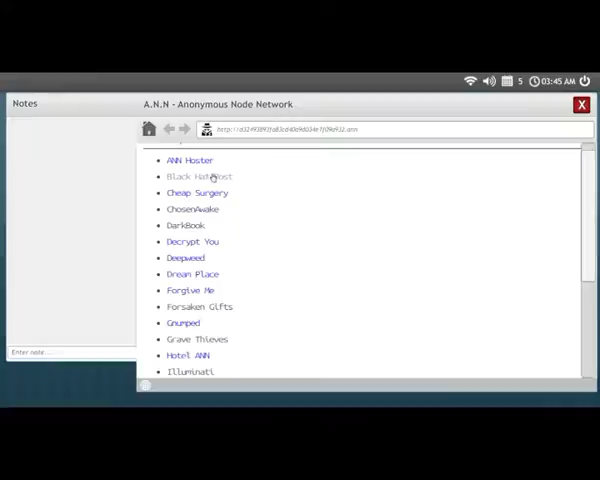 5 03:45 AM
Notes
A.N.N - Anonymous Node Network
X
ANN Hoster
Black Hat Host
Cheap Surgery
ChosenAwake
DarkBook
Decrypt You
Deepweed
Dream Place
Forgive Me
Forsaken Gifts
Gnumped
Grave Thieves
Enter note...
Hotel ANN
Illuminati